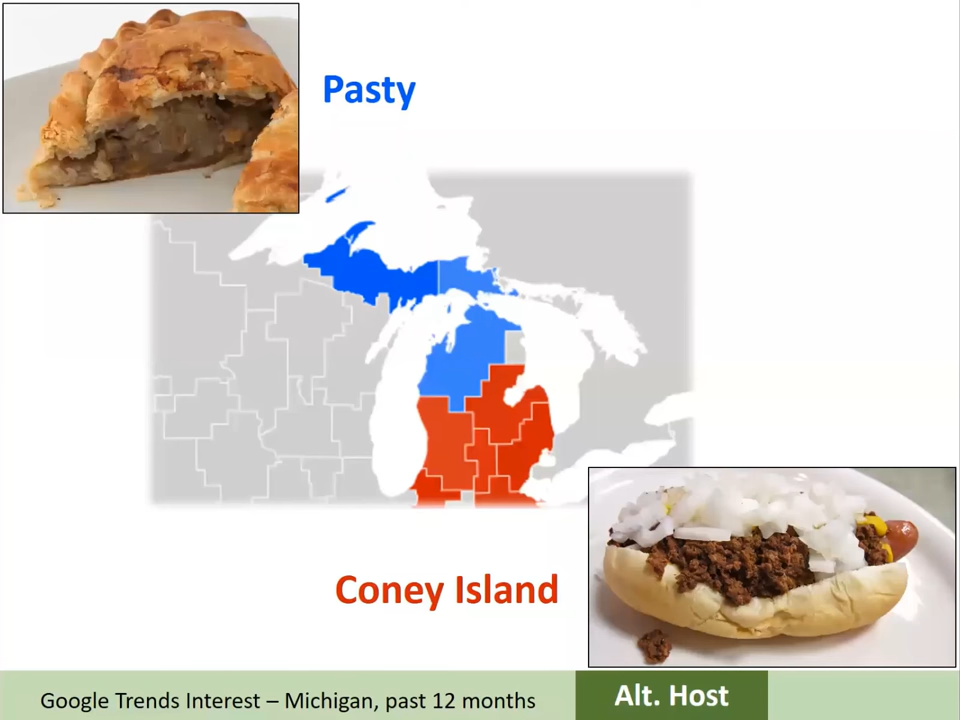 Pasty
Coney Island
Google Trends Interest – Michigan, past 12 months
Alt. Host